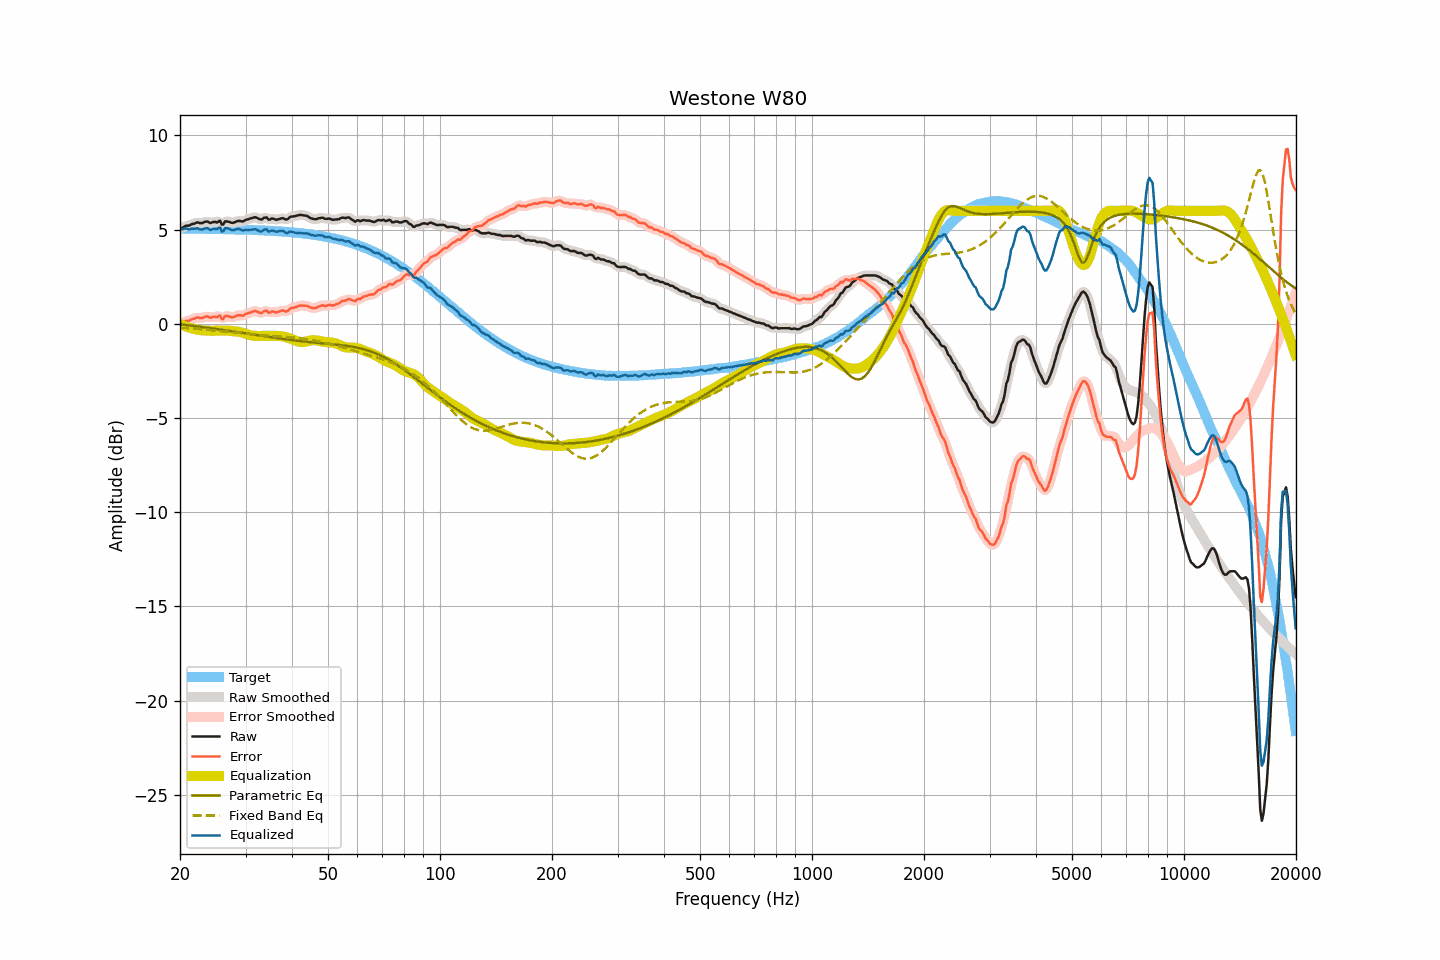 Westone W80
10
5
0
−5
−10
−15
−20
−25
Amplitude (dBr)
Target
Raw Smoothed
Error Smoothed
Raw
Error
Equalization
Parametric Eq
Fixed Band Eq
Equalized
20 50 100 200 500 1000 2000 5000 10000 20000
Frequency (Hz)